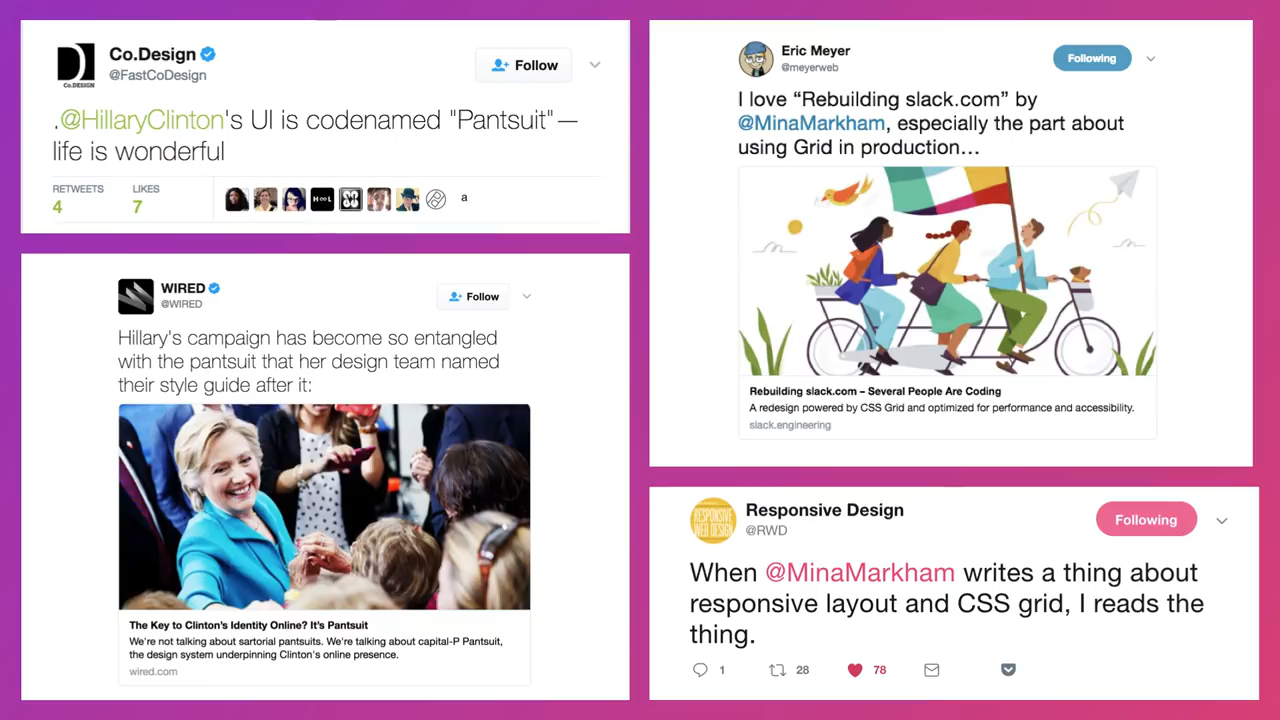 Co.Design
@FastCoDesign
Follow
.@HillaryClinton's UI is codenamed "Pantsuit"—
life is wonderful
RETWEETS LIKES
4 7
a
Co.DESIGN
WIRED
@WIRED
Follow
Hillary's campaign has become so entangled
with the pantsuit that her design team named
their style guide after it:
The Key to Clinton's Identity Online? It's Pantsuit
We're not talking about sartorial pantsuits. We're talking about capital-P Pantsuit,
the design system underpinning Clinton's online presence.
wired.com
Eric Meyer
@meyerweb
Following
I love “Rebuilding slack.com” by
@MinaMarkham, especially the part about
using Grid in production…
Rebuilding slack.com – Several People Are Coding
A redesign powered by CSS Grid and optimized for performance and accessibility.
slack.engineering
RESPONSIVE
WEB DESIGN
Responsive Design
@RWD
Following
When @MinaMarkham writes a thing about
responsive layout and CSS grid, I reads the
thing.
1 28 78